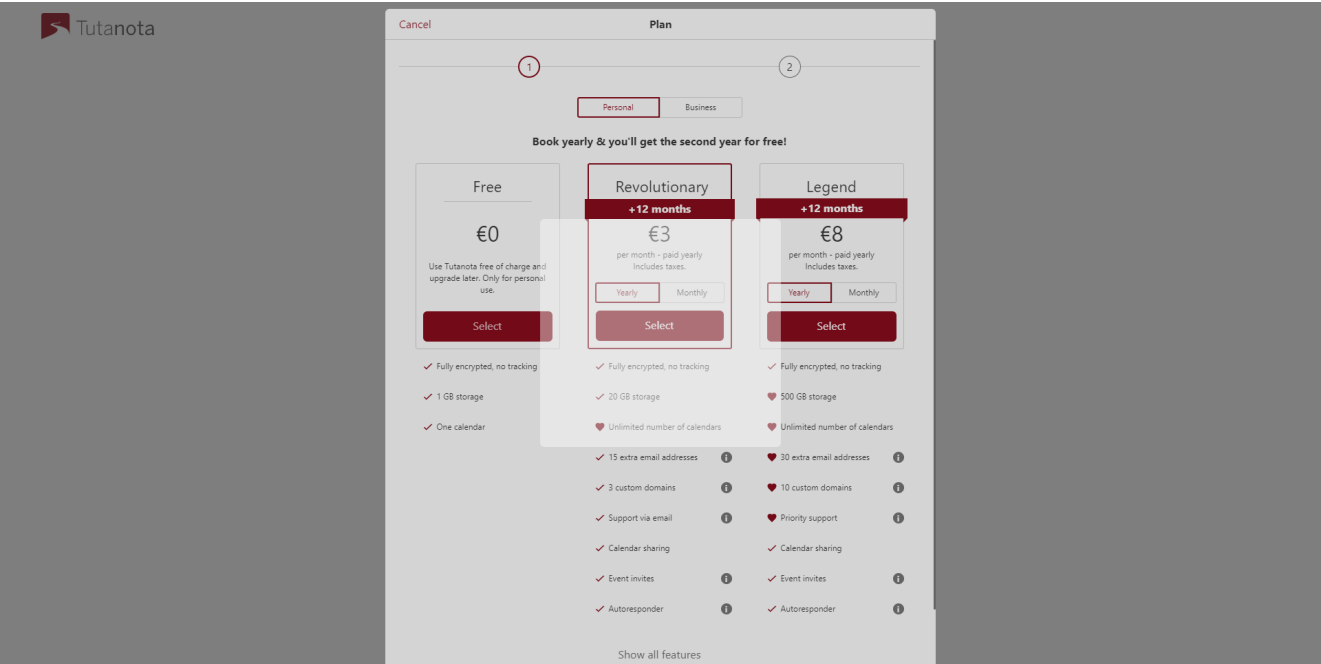 Tutanota
Cancel
Plan
1
2
Personal
Business
Book yearly & you'll get the second year for free!
Free
€0
Use Tutanota free of charge and
upgrade later. Only for personal
use.
Select
Fully encrypted, no tracking
1 GB storage
One calendar
Revolutionary
+12 months
€3
per month - paid yearly
Includes taxes.
Yearly
Monthly
Select
Fully encrypted, no tracking
20 GB storage
Unlimited number of calendars
15 extra email addresses
3 custom domains
Support via email
Calendar sharing
Event invites
Autoresponder
Legend
+12 months
€8
per month - paid yearly
Includes taxes.
Yearly
Monthly
Select
Fully encrypted, no tracking
500 GB storage
Unlimited number of calendars
30 extra email addresses
10 custom domains
Priority support
Calendar sharing
Event invites
Autoresponder
Show all features